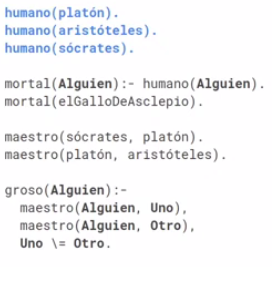 humano(platón).
humano(aristóteles).
humano(sócrates).
mortal(Alguien):- humano(Alguien).
mortal(elGalloDeAsclepio).
maestro(sócrates, platón).
maestro(platón, aristóteles).
groso(Alguien):-
maestro(Alguien, Uno),
maestro(Alguien, Otro),
Uno \= Otro.